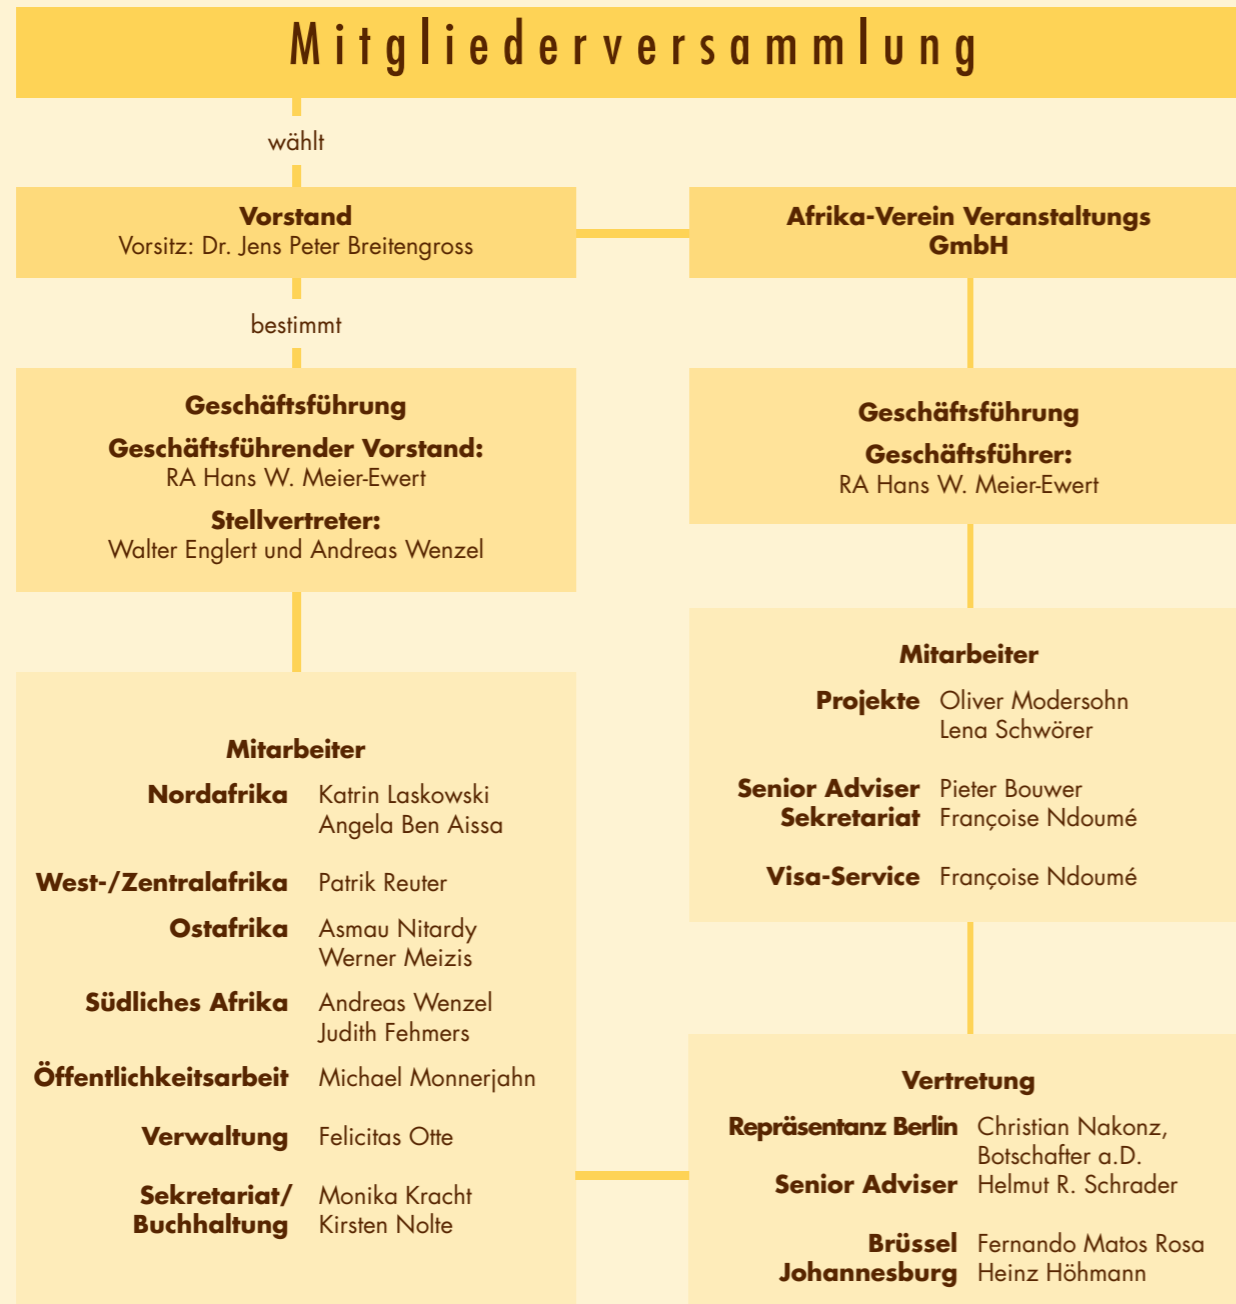 Mitgliederversammlung
wählt
Vorstand
Vorsitz: Dr. Jens Peter Breitengross
bestimmt
Geschäftsführung
Geschäftsführender Vorstand:
RA Hans W. Meier-Ewert
Stellvertreter:
Walter Englert und Andreas Wenzel
Mitarbeiter
Nordafrika Katrin Laskowski
Angela Ben Aissa
West-/Zentralafrika Patrik Reuter
Ostafrika Asmau Nitardy
Werner Meizis
Südliches Afrika Andreas Wenzel
Judith Fehmers
Öffentlichkeitsarbeit Michael Monnerjahn
Verwaltung Felicitas Otte
Sekretariat/ Monika Kracht
Buchhaltung Kirsten Nolte
Afrika-Verein Veranstaltungs
GmbH
Geschäftsführung
Geschäftsführer:
RA Hans W. Meier-Ewert
Mitarbeiter
Projekte Oliver Modersohn
Lena Schwörer
Senior Adviser Pieter Bouwer
Sekretariat Françoise Ndoumé
Visa-Service Françoise Ndoumé
Vertretung
Repräsentanz Berlin Christian Nakonz,
Botschafter a.D.
Senior Adviser Helmut R. Schrader
Brüssel Fernando Matos Rosa
Johannesburg Heinz Höhmann